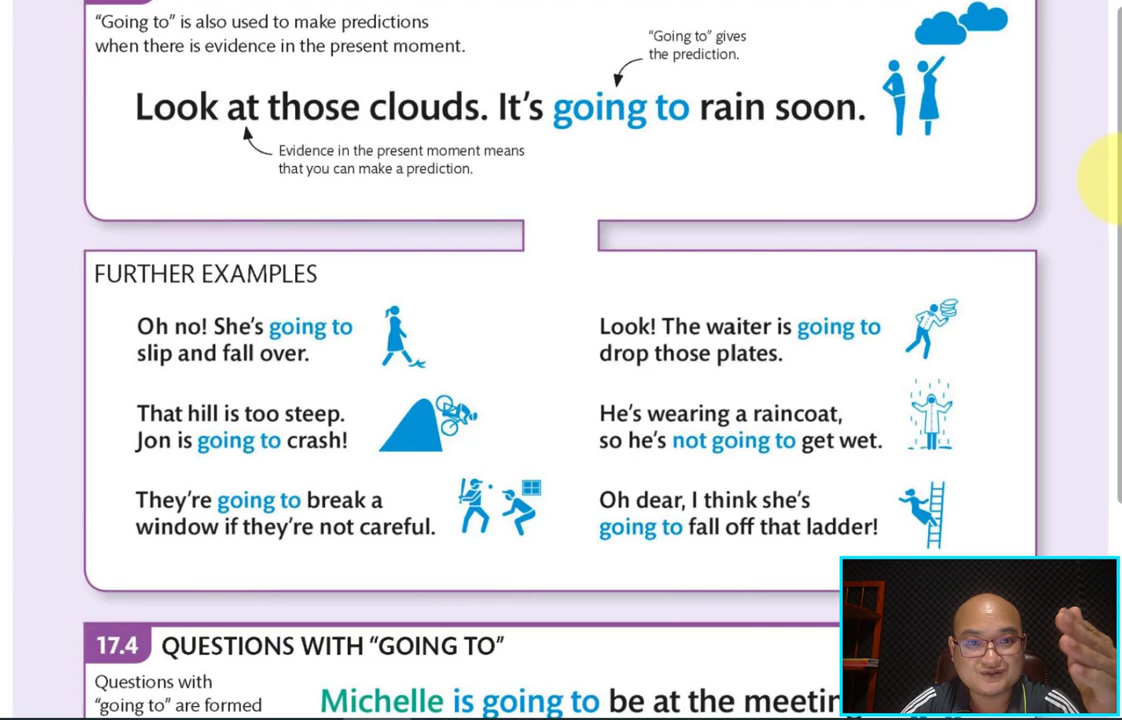 “Going to” is also used to make predictions
when there is evidence in the present moment.
“Going to” gives
the prediction.
Look at those clouds. It’s going to rain soon.
Evidence in the present moment means
that you can make a prediction.
FURTHER EXAMPLES
Oh no! She’s going to
slip and fall over.
Look! The waiter is going to
drop those plates.
That hill is too steep.
Jon is going to crash!
He’s wearing a raincoat,
so he’s not going to get wet.
They’re going to break a
window if they’re not careful.
Oh dear, I think she’s
going to fall off that ladder!
17.4 QUESTIONS WITH “GOING TO”
Questions with
“going to” are formed
Michelle is going to be at the meetin